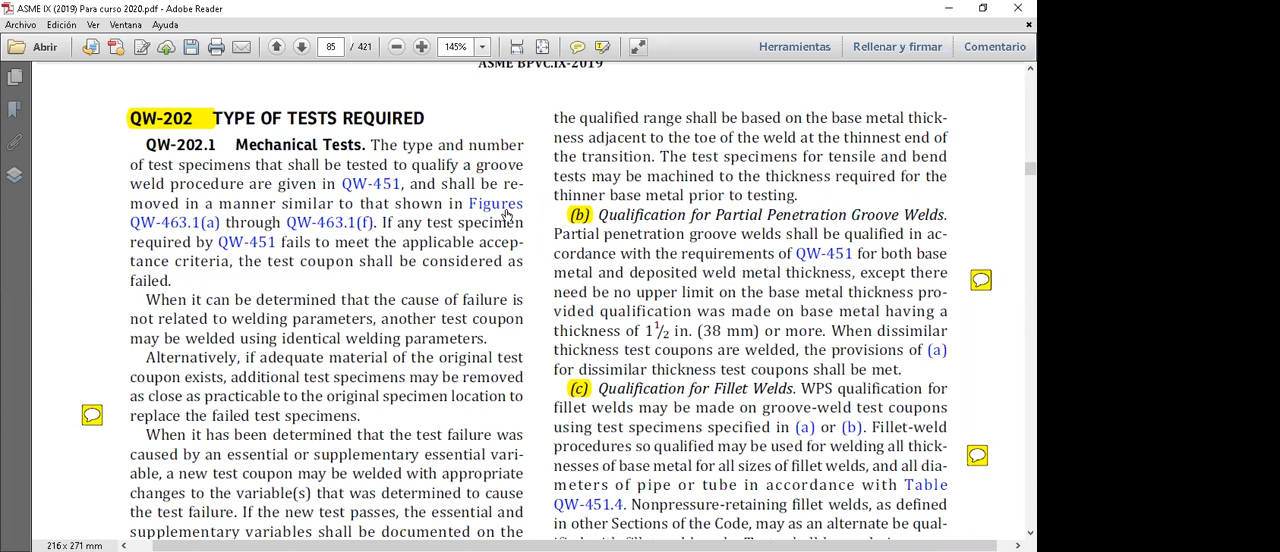 ASME IX (2019) Para curso 2020.pdf - Adobe Reader
Archivo Edición Ver Ventana Ayuda
Abrir 85 / 421 145% Herramientas Rellenar y firmar Comentario
ASME BPVC.IX-2019
QW-202 TYPE OF TESTS REQUIRED
QW-202.1 Mechanical Tests. The type and number
of test specimens that shall be tested to qualify a groove
weld procedure are given in QW-451, and shall be re-
moved in a manner similar to that shown in Figures
QW-463.1(a) through QW-463.1(f). If any test specimen
required by QW-451 fails to meet the applicable accep-
tance criteria, the test coupon shall be considered as
failed.
When it can be determined that the cause of failure is
not related to welding parameters, another test coupon
may be welded using identical welding parameters.
Alternatively, if adequate material of the original test
coupon exists, additional test specimens may be removed
as close as practicable to the original specimen location to
replace the failed test specimens.
When it has been determined that the test failure was
caused by an essential or supplementary essential vari-
able, a new test coupon may be welded with appropriate
changes to the variable(s) that was determined to cause
the test failure. If the new test passes, the essential and
supplementary variables shall be documented on the
the qualified range shall be based on the base metal thick-
ness adjacent to the toe of the weld at the thinnest end of
the transition. The test specimens for tensile and bend
tests may be machined to the thickness required for the
thinner base metal prior to testing.
(b) Qualification for Partial Penetration Groove Welds.
Partial penetration groove welds shall be qualified in ac-
cordance with the requirements of QW-451 for both base
metal and deposited weld metal thickness, except there
need be no upper limit on the base metal thickness pro-
vided qualification was made on base metal having a
thickness of 1 1/2 in. (38 mm) or more. When dissimilar
thickness test coupons are welded, the provisions of (a)
for dissimilar thickness test coupons shall be met.
(c) Qualification for Fillet Welds. WPS qualification for
fillet welds may be made on groove-weld test coupons
using test specimens specified in (a) or (b). Fillet-weld
procedures so qualified may be used for welding all thick-
nesses of base metal for all sizes of fillet welds, and all dia-
meters of pipe or tube in accordance with Table
QW-451.4. Nonpressure-retaining fillet welds, as defined
in other Sections of the Code, may as an alternate be qual-
216 x 271 mm